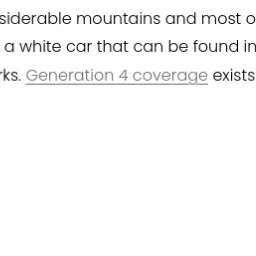 siderable mountains and most o
a white car that can be found in
rks. Generation 4 coverage exists